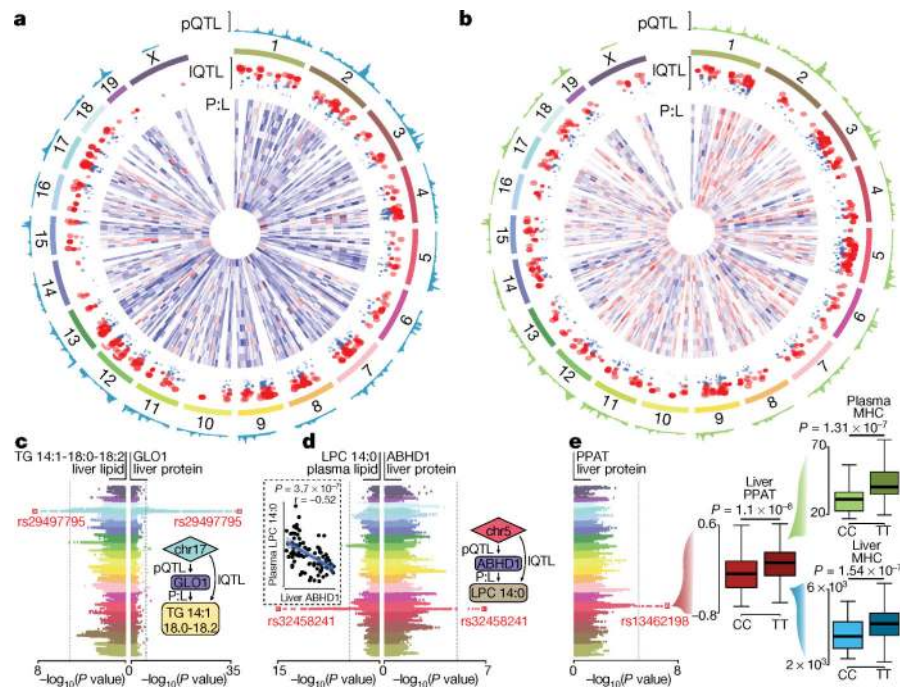 a
pQTL
lQTL
P:L
1
2
3
4
5
6
7
8
9
10
11
12
13
14
15
16
17
18
19
X
b
pQTL
lQTL
P:L
1
2
3
4
5
6
7
8
9
10
11
12
13
14
15
16
17
18
19
X
c
TG 14:1-18:0-18:2
liver lipid
GLO1
liver protein
rs29497795
rs29497795
chr17
pQTL
lQTL
GLO1
P:L
TG 14:1
18.0-18.2
8
0
0
35
−log10(P value)
−log10(P value)
d
LPC 14:0
plasma lipid
ABHD1
liver protein
P = 3.7 × 10−7
r = −0.52
Plasma LPC 14:0
Liver ABHD1
chr5
pQTL
lQTL
ABHD1
P:L
LPC 14:0
rs32458241
rs32458241
15
0
0
7
−log10(P value)
−log10(P value)
e
PPAT
liver protein
rs13462198
0
8
−log10(P value)
Liver
PPAT
P = 1.1 × 10−6
0.6
−0.8
CC
TT
Plasma
MHC
P = 1.31 × 10−7
70
20
CC
TT
Liver
MHC
P = 1.54 × 10−7
6 × 10³
2 × 10³
CC
TT